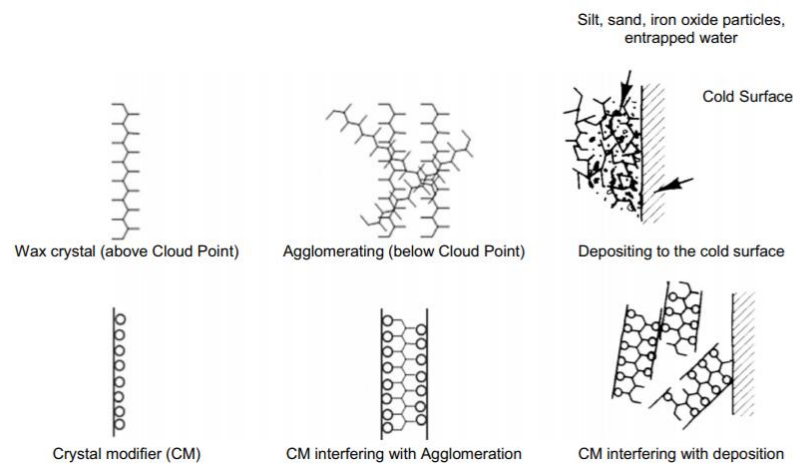 Silt, sand, iron oxide particles,
entrapped water
Cold Surface
Wax crystal (above Cloud Point)
Agglomerating (below Cloud Point)
Depositing to the cold surface
Crystal modifier (CM)
CM interfering with Agglomeration
CM interfering with deposition